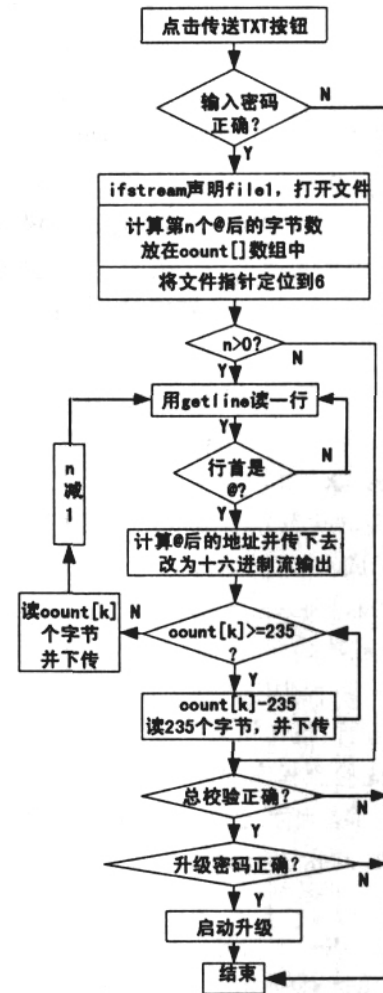 点击传送TXT按钮
输入密码
正确?
N
Y
ifstream声明file1, 打开文件
计算第n个@后的字节数
放在count[]数组中
将文件指针定位到6
n>0?
N
Y
用getline读一行
Y
N
行首是
@?
n
减
1
Y
计算@后的地址并传下去
改为十六进制流输出
读count[k]
个字节
并下传
N
count[k]>=235
?
Y
count[k]-235
读235个字节, 并下传
总校验正确?
N
Y
升级密码正确?
N
Y
启动升级
结束